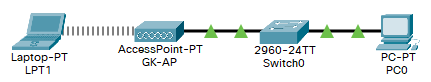 Laptop-PT
LPT1
AccessPoint-PT
GK-AP
2960-24TT
Switch0
PC-PT
PC0